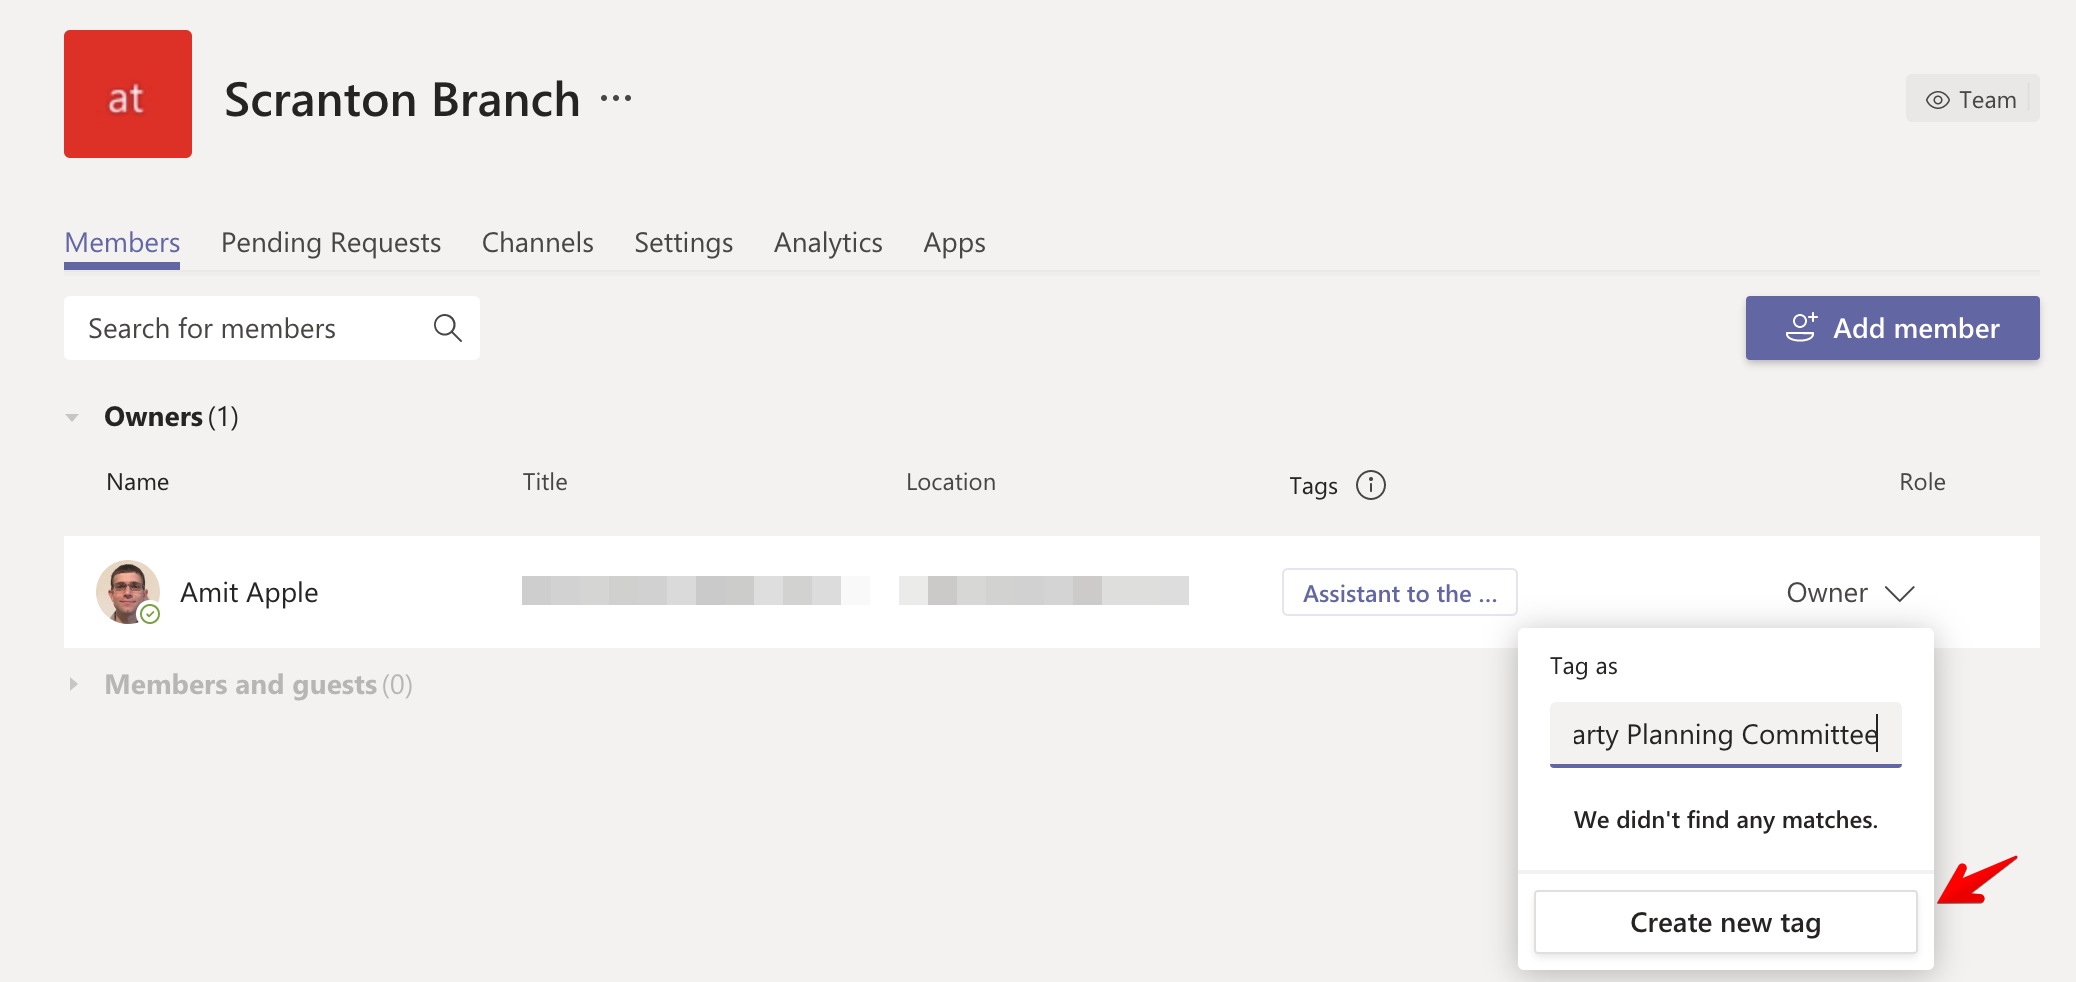 at
Scranton Branch ...
Team
Members Pending Requests Channels Settings Analytics Apps
Search for members
Add member
Owners (1)
Name Title Location Tags Role
Amit Apple Assistant to the ... Owner
Members and guests (0)
Tag as
arty Planning Committee
We didn't find any matches.
Create new tag